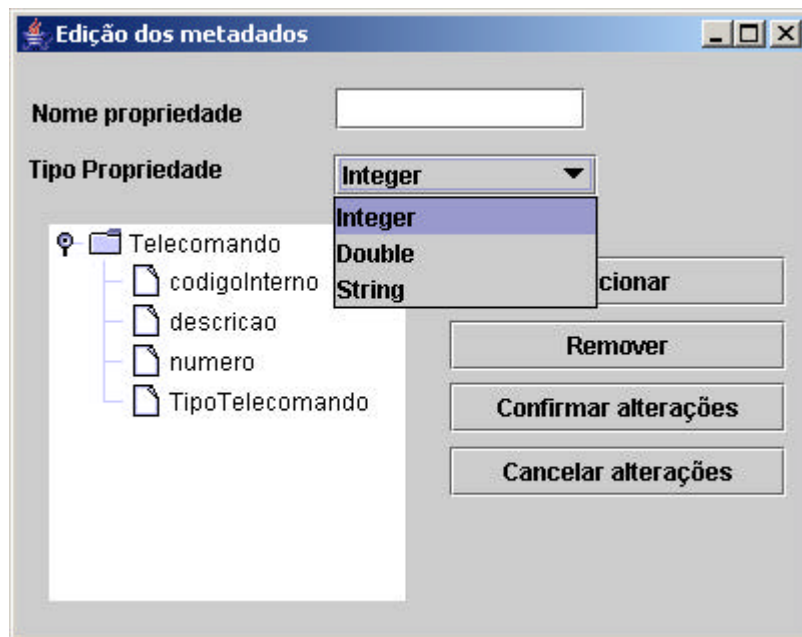 Edição dos metadados
Nome propriedade
Tipo Propriedade
Integer
Integer
Double
String
Telecomando
codigoInterno
descricao
numero
TipoTelecomando
cionar
Remover
Confirmar alterações
Cancelar alterações